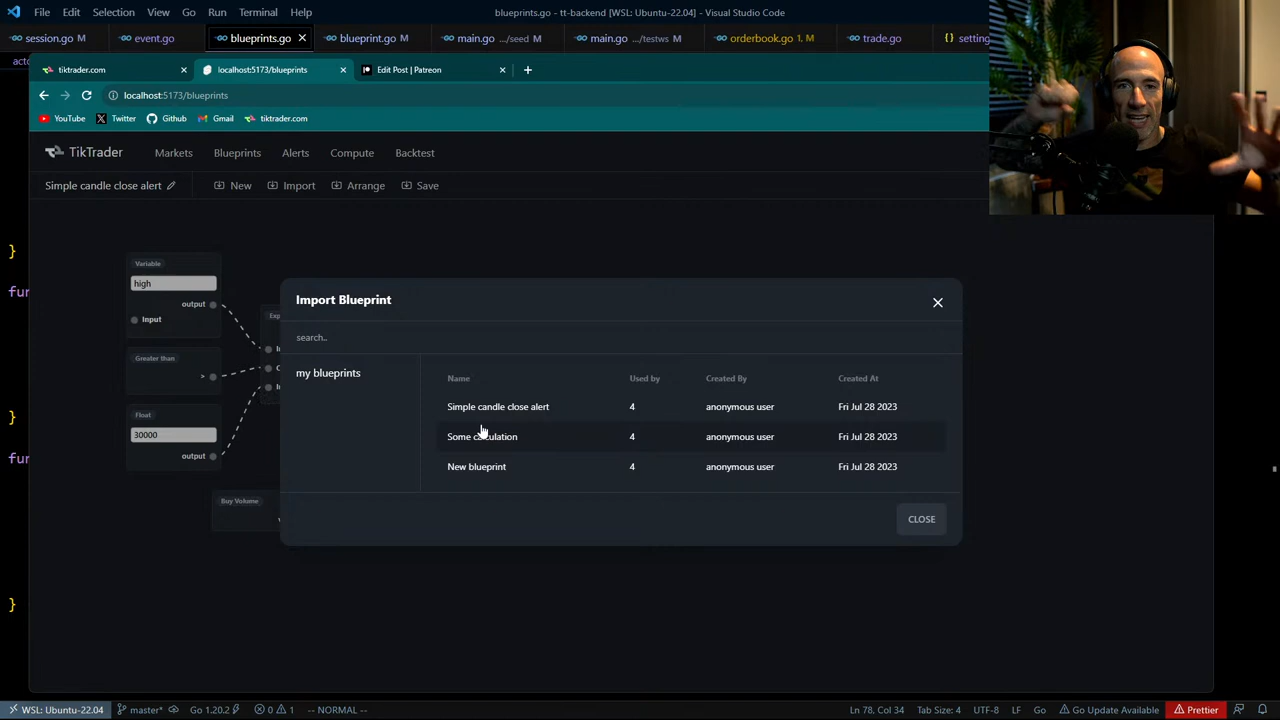 File Edit Selection View Go Run Terminal Help blueprints.go - tt-backend [WSL: Ubuntu-22.04] - Visual Studio Code
session.go M event.go blueprints.go blueprint.go M main.go .../seed M main.go .../testws M orderbook.go 1, M trade.go {} setting
tiktrader.com localhost:5173/blueprints Edit Post | Patreon
localhost:5173/blueprints
YouTube Twitter Github Gmail tiktrader.com
TikTrader Markets Blueprints Alerts Compute Backtest
Simple candle close alert New Import Arrange Save
}
fun
}
fun
}
Variable
high
output
Input
Greater than
>
Float
30000
output
Buy Volume
Import Blueprint
search..
my blueprints
Name Used by Created By Created At
Simple candle close alert 4 anonymous user Fri Jul 28 2023
Some calculation 4 anonymous user Fri Jul 28 2023
New blueprint 4 anonymous user Fri Jul 28 2023
CLOSE
WSL: Ubuntu-22.04 master* Go 1.20.2 0 1 -- NORMAL -- Ln 78, Col 34 Tab Size: 4 UTF-8 LF Go Go Update Available Prettier